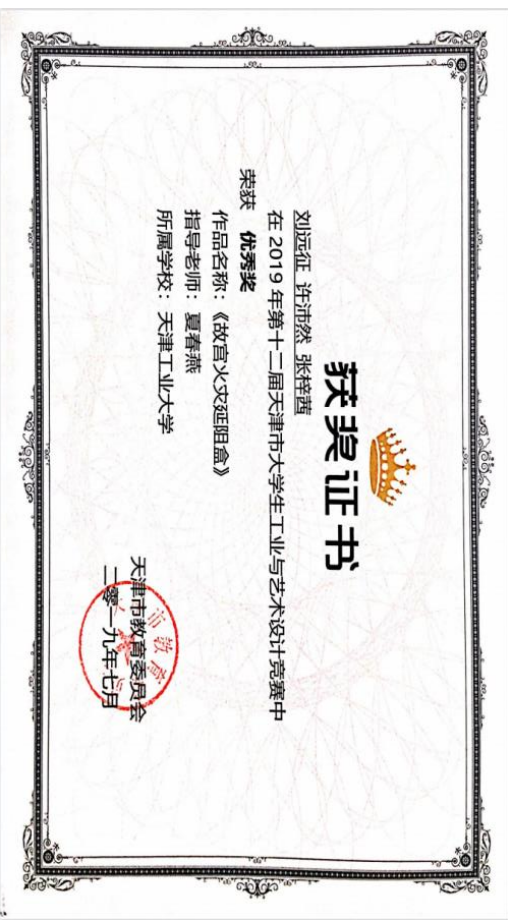 获奖证书
刘远征 许沛然 张梓茜
在 2019 年第十二届天津市大学生工业与艺术设计竞赛中
荣获 优秀奖
作品名称：《故宫火灾延阻盒》
指导老师：夏春燕
所属学校：天津工业大学
天津市教育委员会
二零一九年七月